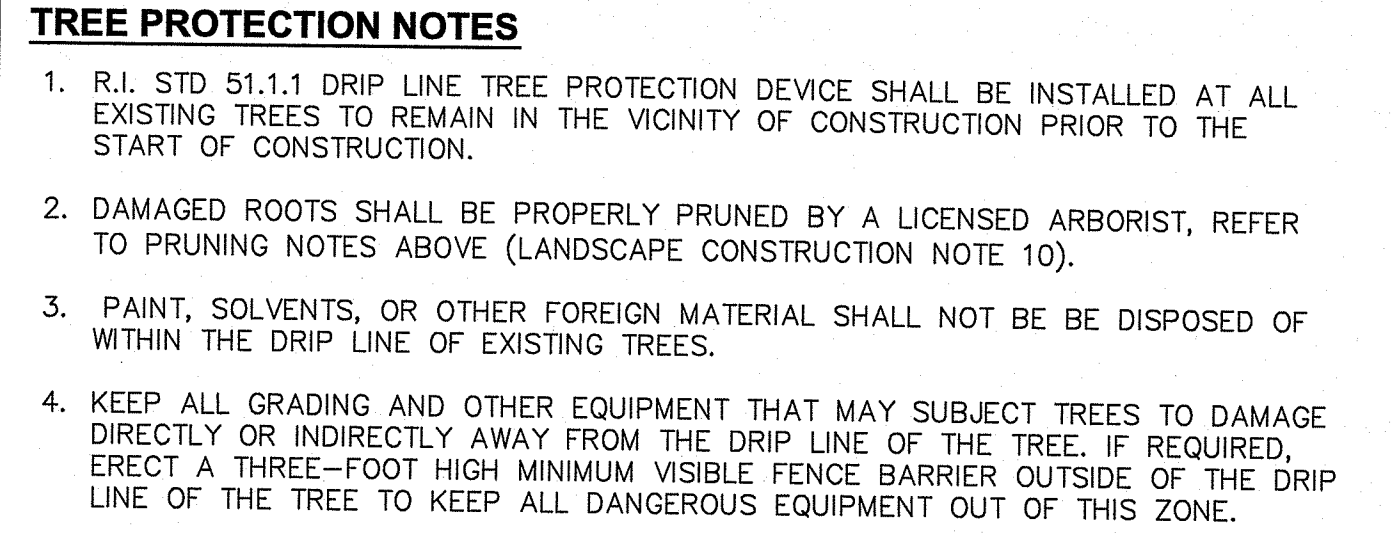 TREE PROTECTION NOTES
1. R.I. STD 51.1.1 DRIP LINE TREE PROTECTION DEVICE SHALL BE INSTALLED AT ALL
EXISTING TREES TO REMAIN IN THE VICINITY OF CONSTRUCTION PRIOR TO THE
START OF CONSTRUCTION.
2. DAMAGED ROOTS SHALL BE PROPERLY PRUNED BY A LICENSED ARBORIST, REFER
TO PRUNING NOTES ABOVE (LANDSCAPE CONSTRUCTION NOTE 10).
3. PAINT, SOLVENTS, OR OTHER FOREIGN MATERIAL SHALL NOT BE BE DISPOSED OF
WITHIN THE DRIP LINE OF EXISTING TREES.
4. KEEP ALL GRADING AND OTHER EQUIPMENT THAT MAY SUBJECT TREES TO DAMAGE
DIRECTLY OR INDIRECTLY AWAY FROM THE DRIP LINE OF THE TREE. IF REQUIRED,
ERECT A THREE–FOOT HIGH MINIMUM VISIBLE FENCE BARRIER OUTSIDE OF THE DRIP
LINE OF THE TREE TO KEEP ALL DANGEROUS EQUIPMENT OUT OF THIS ZONE.